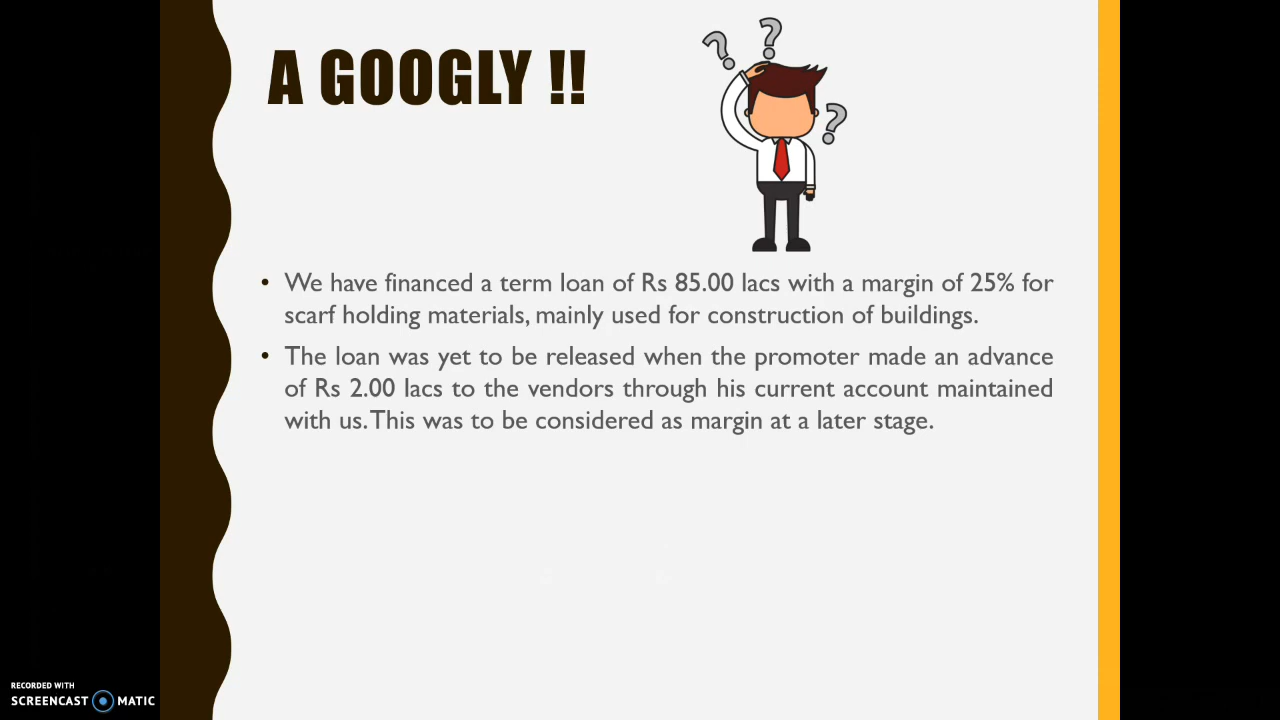 A GOOGLY !!
? ? ?
• We have financed a term loan of Rs 85.00 lacs with a margin of 25% for
scarf holding materials, mainly used for construction of buildings.
• The loan was yet to be released when the promoter made an advance
of Rs 2.00 lacs to the vendors through his current account maintained
with us. This was to be considered as margin at a later stage.
RECORDED WITH
SCREENCAST MATIC